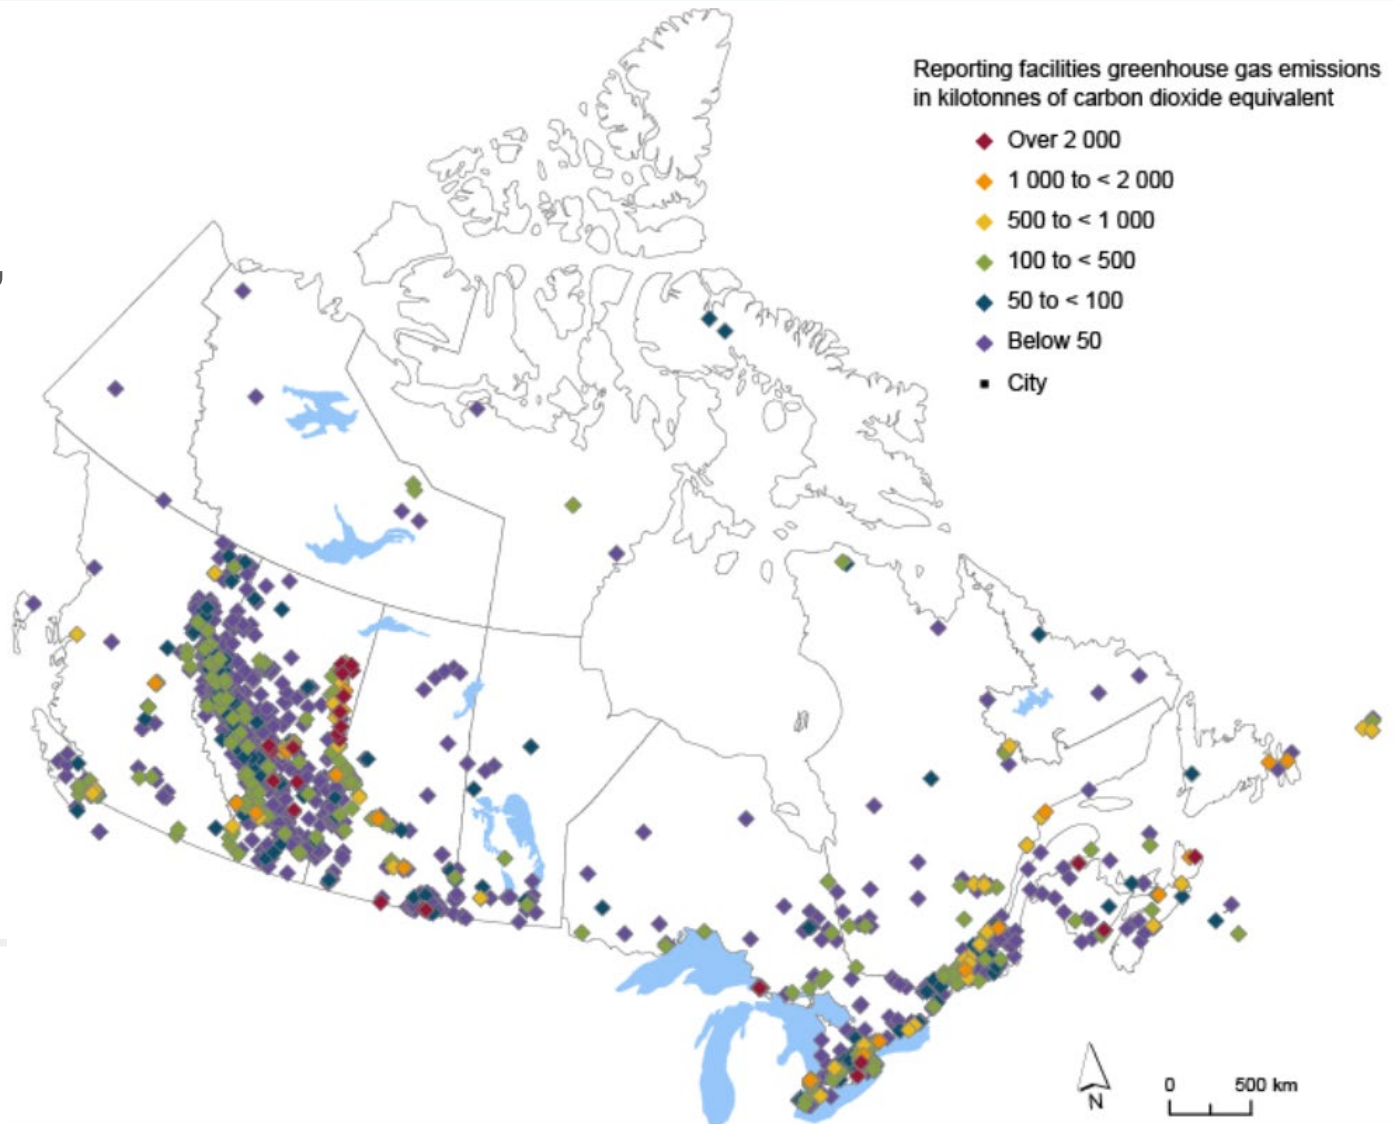 Reporting facilities greenhouse gas emissions
in kilotonnes of carbon dioxide equivalent
Over 2 000
1 000 to < 2 000
500 to < 1 000
100 to < 500
50 to < 100
Below 50
City
N
0 500 km